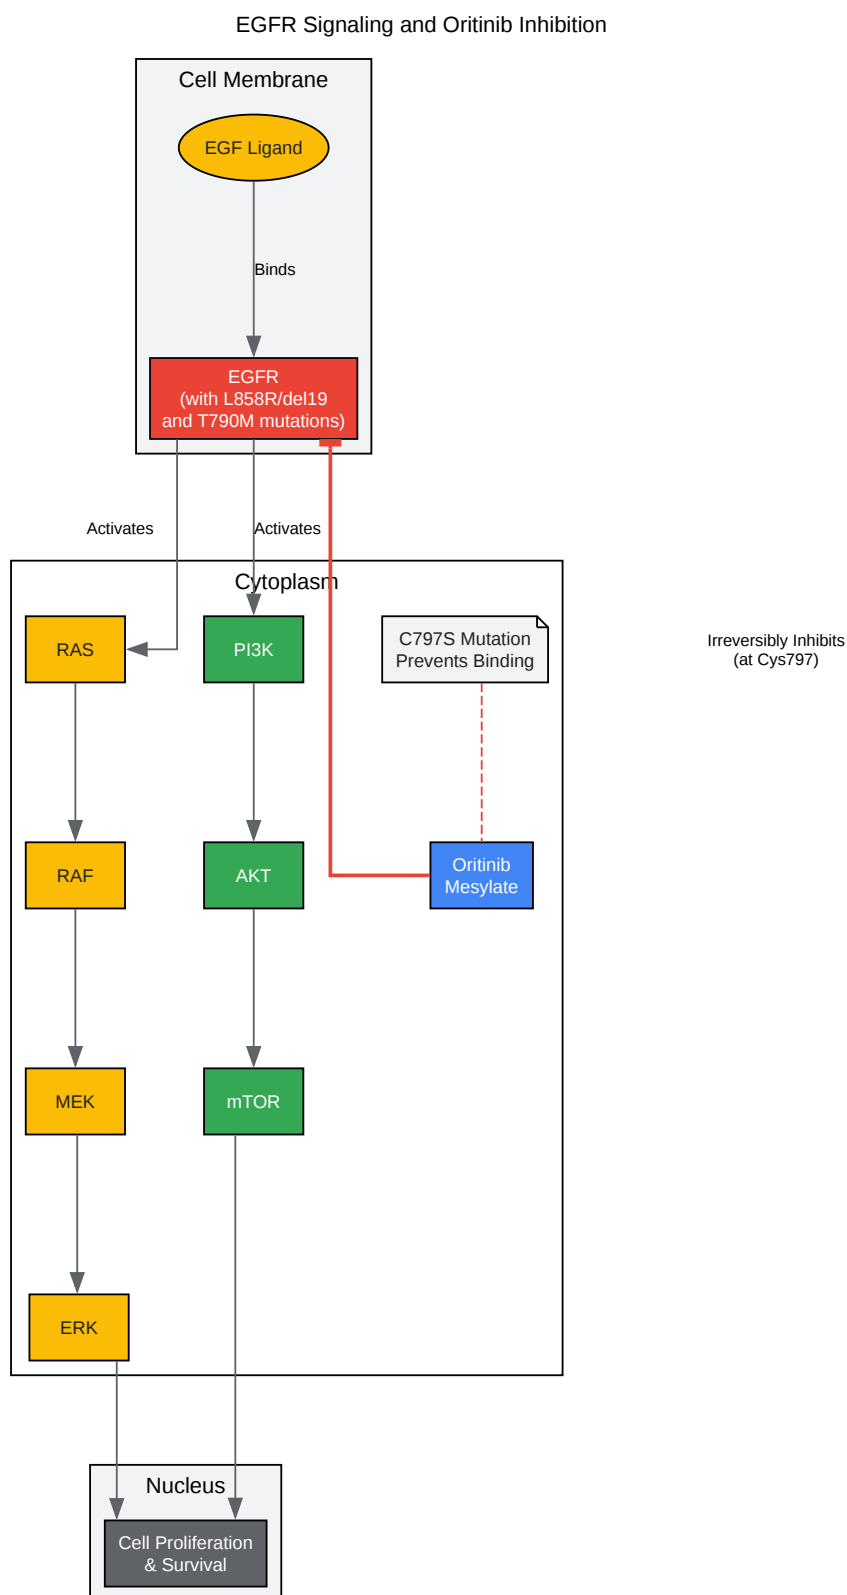 EGFR Signaling and Oritinib Inhibition
Cell Membrane
EGF Ligand
Binds
EGFR
(with L858R/del19
and T790M mutations)
Activates
Activates
Cytoplasm
RAS
PI3K
C797S Mutation
Prevents Binding
Irreversibly Inhibits
(at Cys797)
RAF
AKT
Oritinib
Mesylate
MEK
mTOR
ERK
Nucleus
Cell Proliferation
& Survival